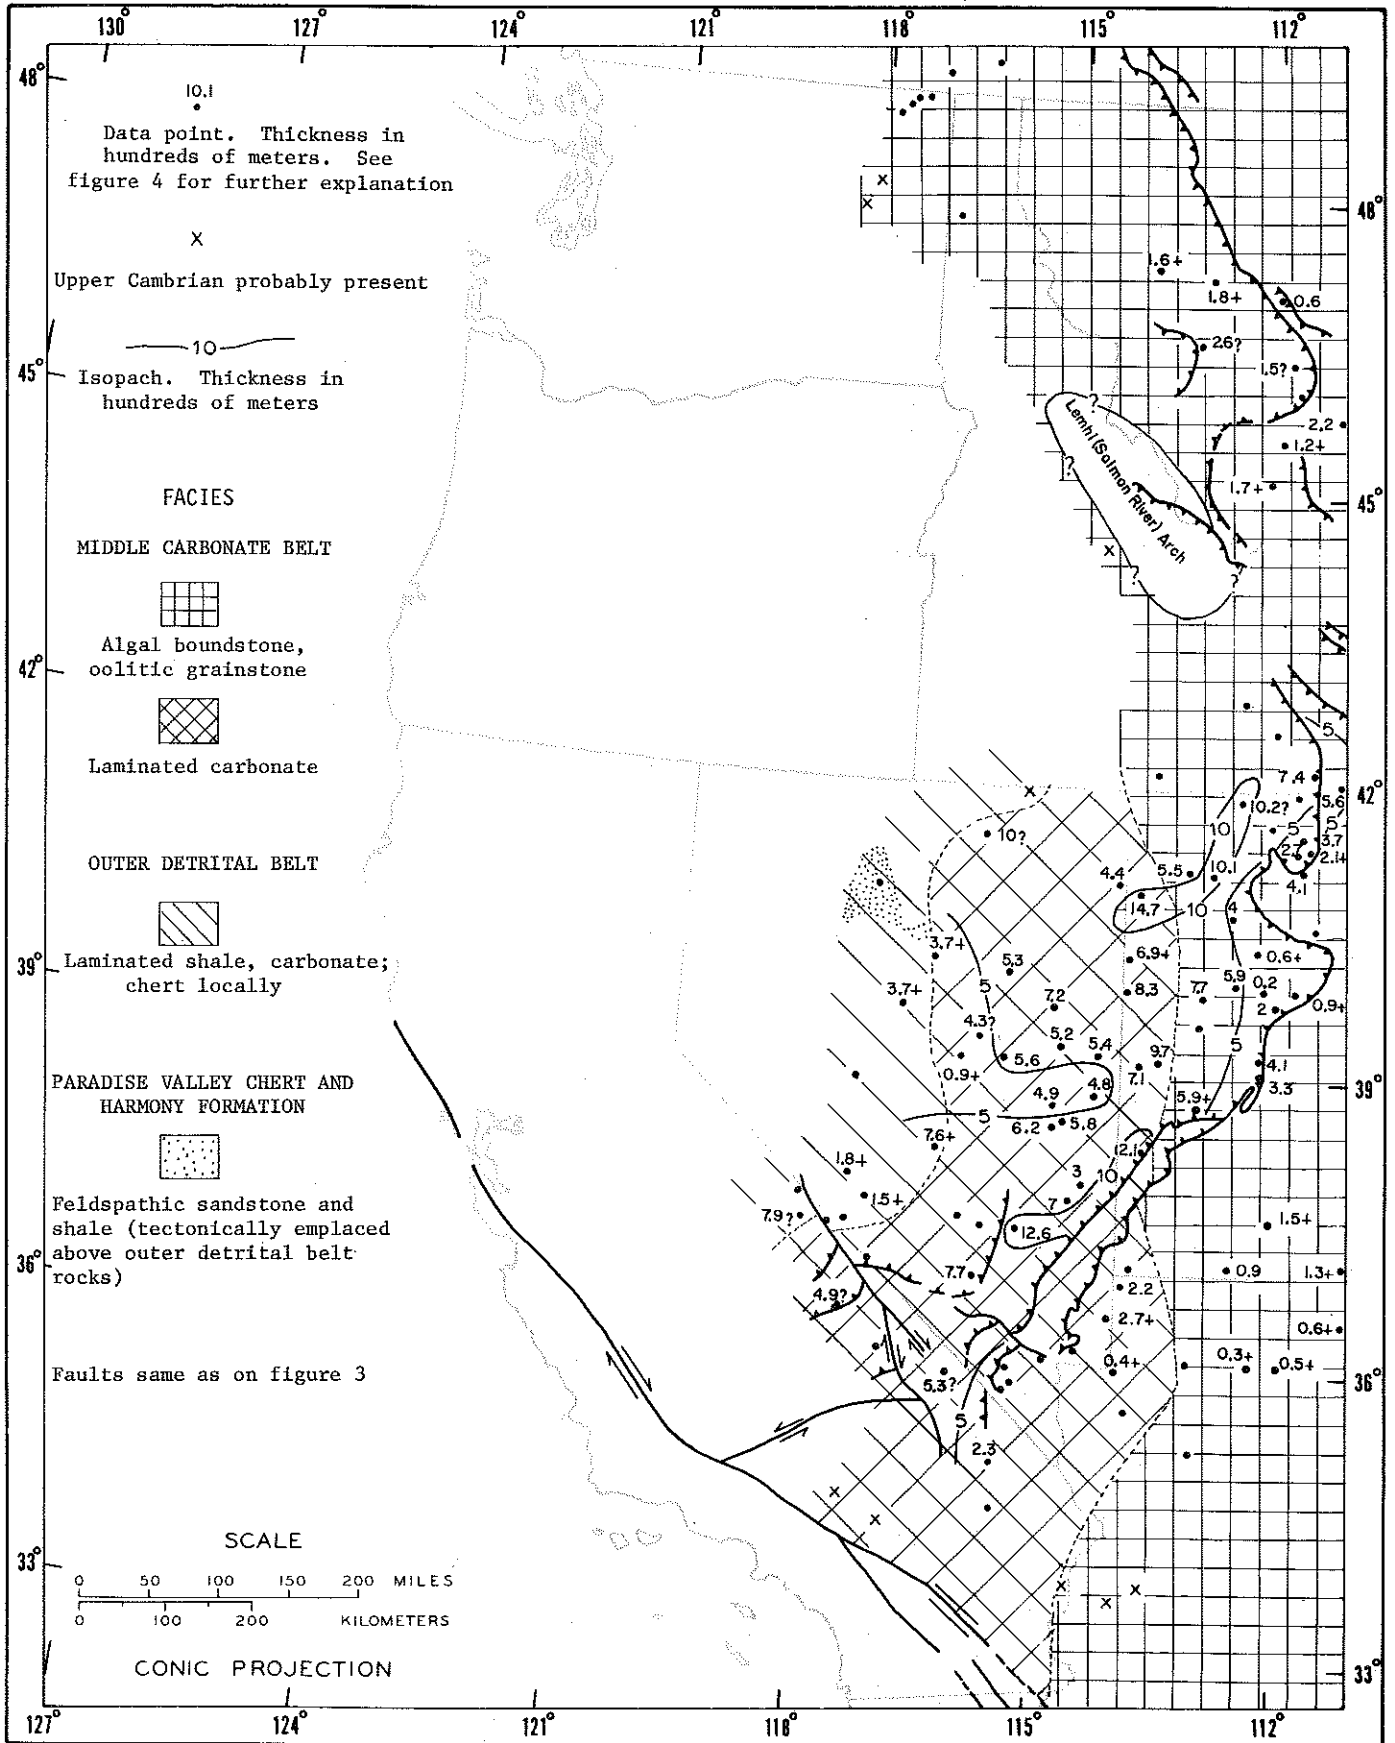 130° 127° 124° 121° 118° 115° 112°
48°
10.1
Data point. Thickness in
hundreds of meters. See
figure 4 for further explanation
X
Upper Cambrian probably present
10
Isopach. Thickness in
hundreds of meters
45°
FACIES
MIDDLE CARBONATE BELT
Algal boundstone,
oolitic grainstone
42°
Laminated carbonate
OUTER DETRITAL BELT
Laminated shale, carbonate;
chert locally
39°
PARADISE VALLEY CHERT AND
HARMONY FORMATION
Feldspathic sandstone and
shale (tectonically emplaced
above outer detrital belt
rocks)
36°
Faults same as on figure 3
SCALE
33°
0 50 100 150 200 MILES
0 100 200 KILOMETERS
CONIC PROJECTION
X
X
48°
1.6+
1.8+
0.6
26?
1.5?
?
2.2
1.2+
Lemhi (Salmon River) Arch
?
1.7+
45°
X
?
?
5
7.4
X
42°
10.2?
5.6
10
5
5
10?
3.7
2.7
2.1+
5.5
10.1
4.4
4.1
14.7
10
4
3.7+
6.9+
0.6+
5.3
5
5.9
0.2
8.3
7.7
3.7+
7.2
2
0.9+
4.3?
5.2
5.4
9.7
5
5.6
4.1
0.9+
7.1
39°
4.8
3.3
4.9
5.9+
5
6.2
5.8
7.6+
12.1
1.8+
3
10
1.5+
7
7.9?
12.6
1.5+
7.7
0.9
1.3+
4.9?
2.2
2.7+
0.6+
5.3?
0.4+
0.3+
0.5+
36°
5
2.3
X
X
X
X
X
33°
127° 124° 121° 118° 115° 112°